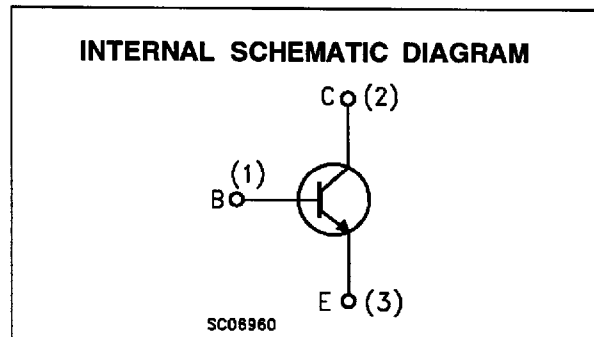 INTERNAL SCHEMATIC DIAGRAM
C (2)
(1)
B
E (3)
SC06960